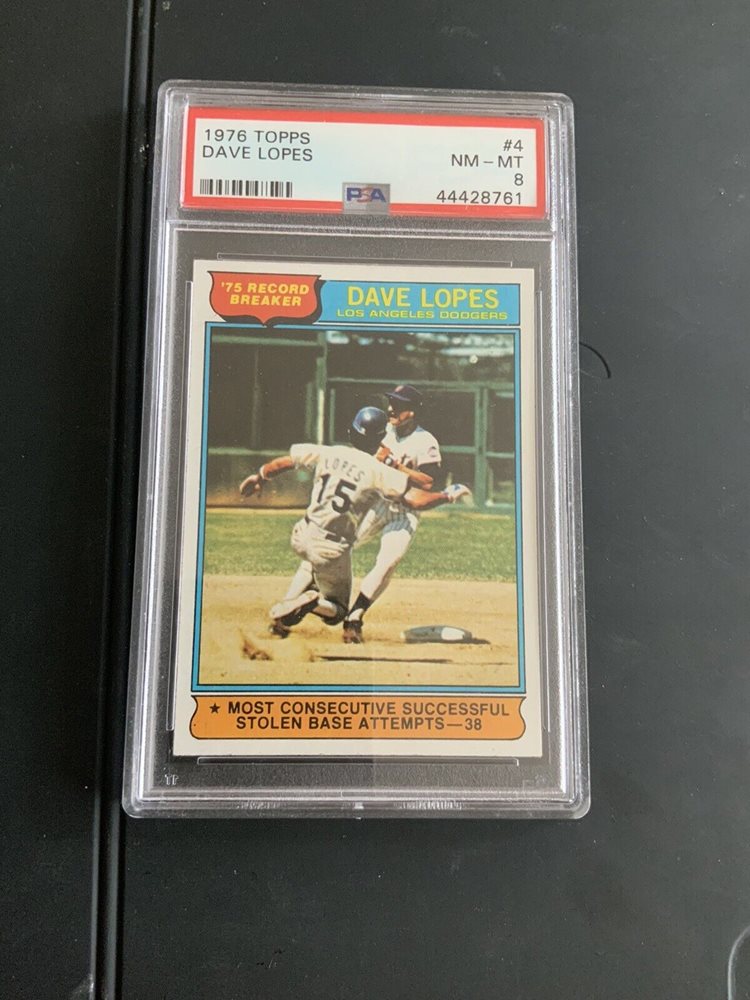 1976 TOPPS
DAVE LOPES
#4
NM – MT
8
44428761
PSA
'75 RECORD
BREAKER
DAVE LOPES
LOS ANGELES DODGERS
LOPES
15
★ MOST CONSECUTIVE SUCCESSFUL
STOLEN BASE ATTEMPTS—38